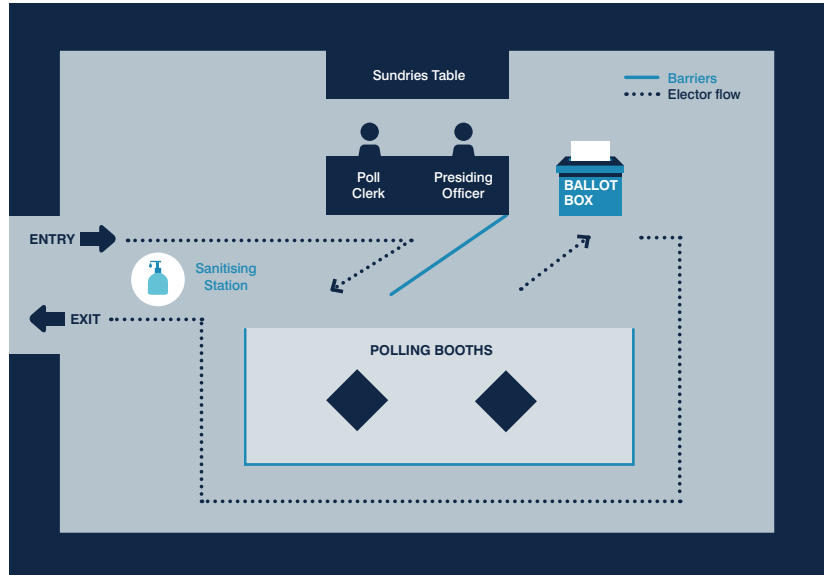 Sundries Table
Barriers
Elector flow
Poll
Clerk
Presiding
Officer
BALLOT
BOX
ENTRY
Sanitising
Station
EXIT
POLLING BOOTHS